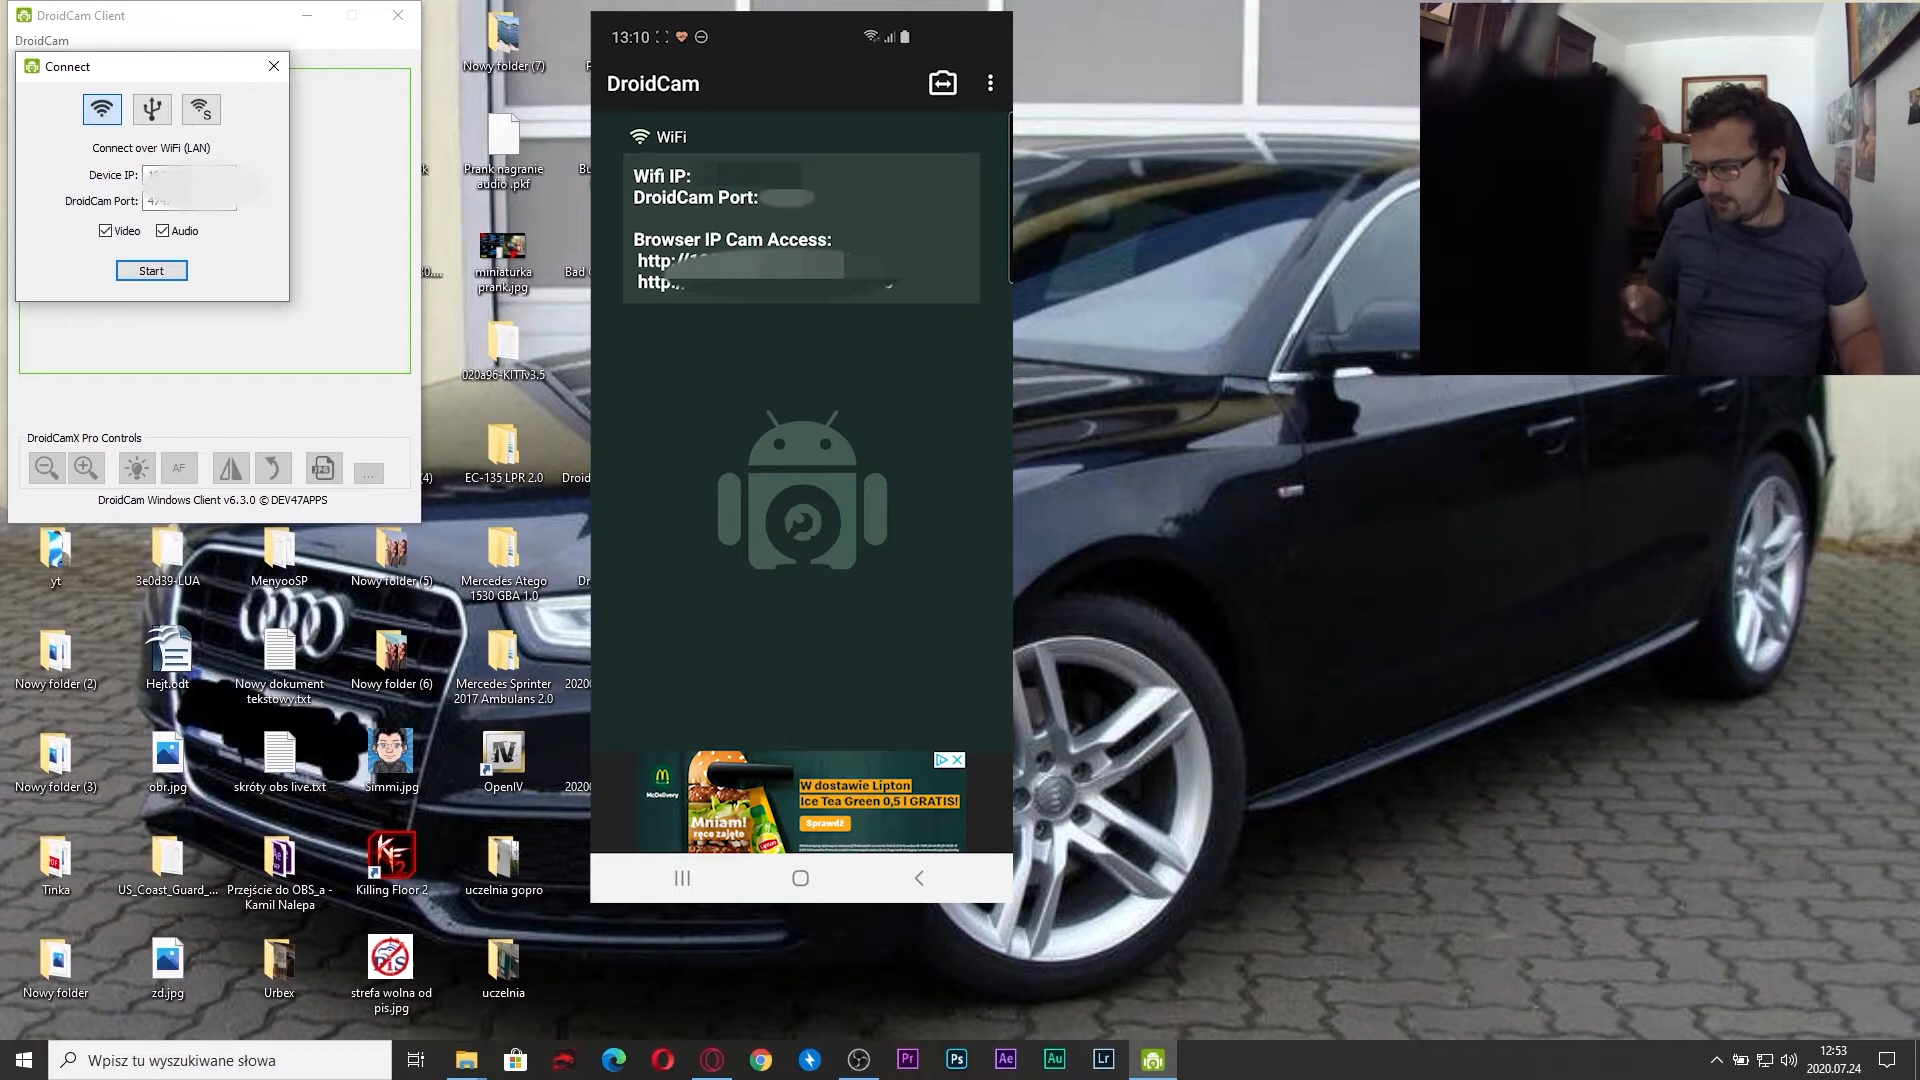 DroidCam Client
DroidCam
Connect
S
Connect over WiFi (LAN)
Device IP:
DroidCam Port:
Video
Audio
Start
DroidCamX Pro Controls
AF
JPG
...
DroidCam Windows Client v6.3.0 © DEV47APPS
Nowy folder (7)
Prank nagranie
audio .pkf
miniaturka
prank.jpg
Bad
020a96-KITTv3.5
(4)
EC-135 LPR 2.0
Droid
yt
3e0d39-LUA
MenyooSP
Nowy folder (5)
Mercedes Atego
1530 GBA 1.0
Nowy folder (2)
Hejt.odt
Nowy dokument
tekstowy.txt
Nowy folder (6)
Mercedes Sprinter
2017 Ambulans 2.0
Nowy folder (3)
obr.jpg
skróty obs live.txt
Simmi.jpg
OpenIV
Tinka
US_Coast_Guard_...
Przejście do OBS_a -
Kamil Nalepa
Killing Floor 2
uczelnia gopro
Nowy folder
zd.jpg
Urbex
strefa wolna od
pis.jpg
uczelnia
13:10
DroidCam
WiFi
Wifi IP:
DroidCam Port:
Browser IP Cam Access:
http:/
http:
McDelivery
Mniam!
ręce zajęte
Lipton
W dostawie Lipton
Ice Tea Green 0,5 l GRATIS!
Sprawdź
Wpisz tu wyszukiwane słowa
Pr
Ps
Ae
Au
Lr
12:53
2020.07.24